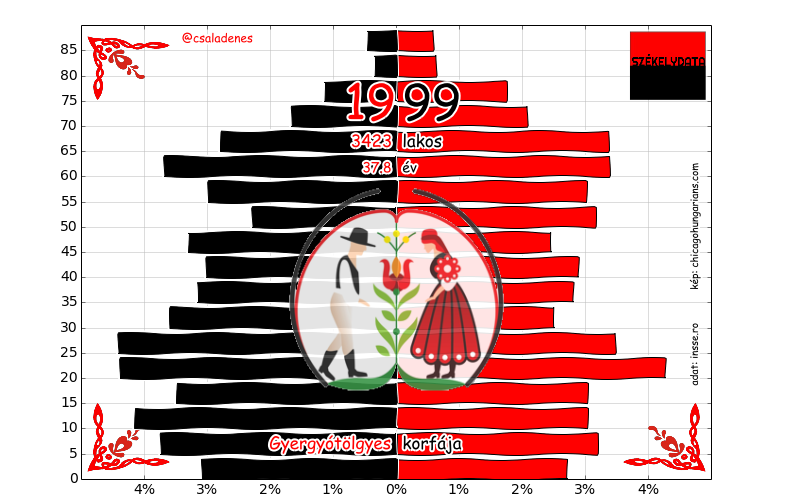 @csaladenes
SZÉKELYDATA
1999
3423 lakos
37.8 év
kép: chicagohungarians.com
adat: insse.ro
Gyergyótölgyes korfája
85
80
75
70
65
60
55
50
45
40
35
30
25
20
15
10
5
0
4% 3% 2% 1% 0% 1% 2% 3% 4%